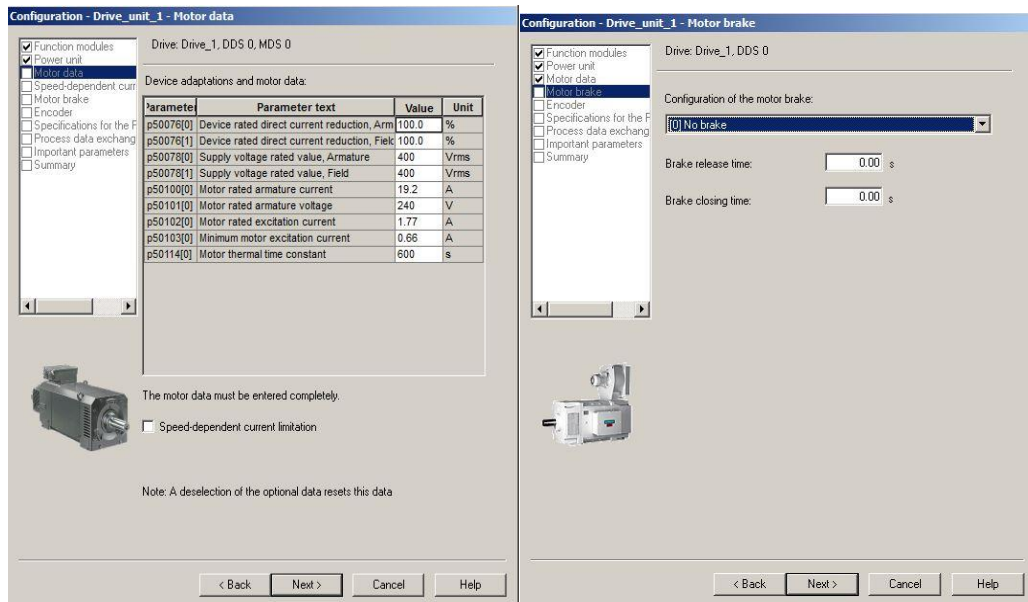 Configuration - Drive_unit_1 - Motor data
Function modules
Power unit
Motor data
Speed-dependent curr
Motor brake
Encoder
Specifications for the F
Process data exchang
Important parameters
Summary
Drive: Drive_1, DDS 0, MDS 0
Device adaptations and motor data:
Parameter Parameter text Value Unit
p50076[0] Device rated direct current reduction, Arm 100.0 %
p50076[1] Device rated direct current reduction, Fielc 100.0 %
p50078[0] Supply voltage rated value, Armature 400 Vrms
p50078[1] Supply voltage rated value, Field 400 Vrms
p50100[0] Motor rated armature current 19.2 A
p50101[0] Motor rated armature voltage 240 V
p50102[0] Motor rated excitation current 1.77 A
p50103[0] Minimum motor excitation current 0.66 A
p50114[0] Motor thermal time constant 600 s
The motor data must be entered completely.
Speed-dependent current limitation
Note: A deselection of the optional data resets this data
< Back Next > Cancel Help
Configuration - Drive_unit_1 - Motor brake
Function modules
Power unit
Motor data
Motor brake
Encoder
Specifications for the F
Process data exchang
Important parameters
Summary
Drive: Drive_1, DDS 0
Configuration of the motor brake:
[0] No brake
Brake release time: 0.00 s
Brake closing time: 0.00 s
< Back Next > Cancel Help